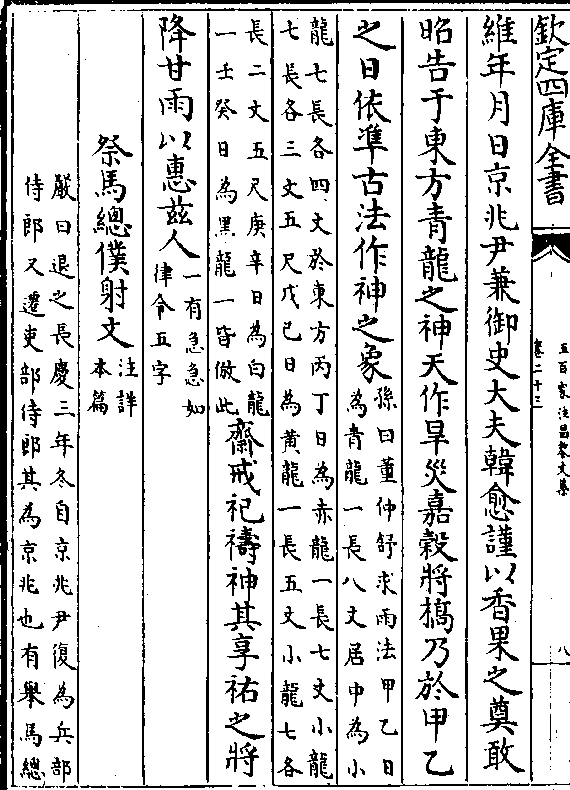 欽定四庫全書
五百家注昌黎文集
卷二十三
八
維年月日京兆尹兼御史大夫韓愈謹以香果之奠敢
昭告于東方青龍之神天作旱災嘉穀將槁乃於甲乙
之日依準古法作神之象
孫曰董仲舒求雨法甲乙日
為青龍一長八丈居中為小
龍七長各四丈於東方丙丁日為赤龍一長七丈小龍
七長各三丈五尺戊己日為黃龍一長五丈小龍七各
長二丈五尺庚辛日為白龍
一壬癸日為黑龍一皆倣此
齋戒祀禱神其享祐之將
降甘雨以惠茲人
一有急急如
律令五字
祭馬總僕射文
注詳
本篇
嚴曰退之長慶三年冬自京兆尹復為兵部
侍郎又遷吏部侍郎其為京兆也有舉馬總